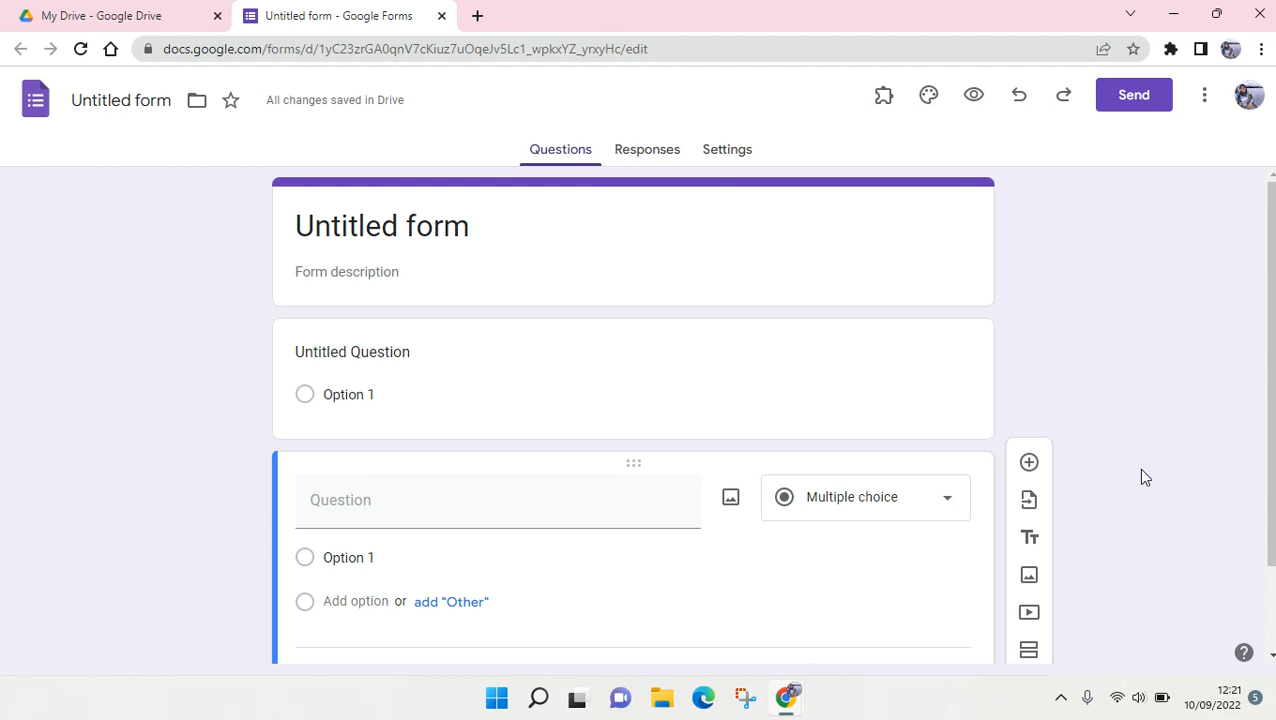 My Drive - Google Drive
Untitled form - Google Forms
docs.google.com/forms/d/1yC23zrGA0qnV7cKiuz7uOqeJv5Lc1_wpkxYZ_yrxyHc/edit
Untitled form
All changes saved in Drive
Send
Questions Responses Settings
Untitled form
Form description
Untitled Question
Option 1
Question
Multiple choice
Option 1
Add option or add "Other"
Tт
12:21
10/09/2022
5